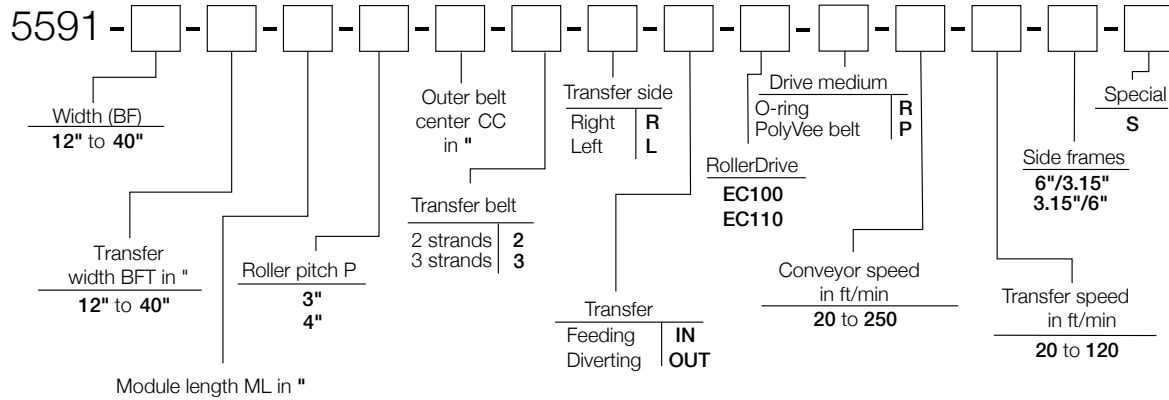 5591 - - - - - - - - - - - - - -
Width (BF)
12" to 40"
Transfer
width BFT in "
12" to 40"
Module length ML in "
Roller pitch P
3"
4"
Outer belt
center CC
in "
Transfer belt
2 strands 2
3 strands 3
Transfer side
Right R
Left L
Transfer
Feeding IN
Diverting OUT
RollerDrive
EC100
EC110
Drive medium
O-ring R
PolyVee belt P
Conveyor speed
in ft/min
20 to 250
Transfer speed
in ft/min
20 to 120
Side frames
6"/3.15"
3.15"/6"
Special
S